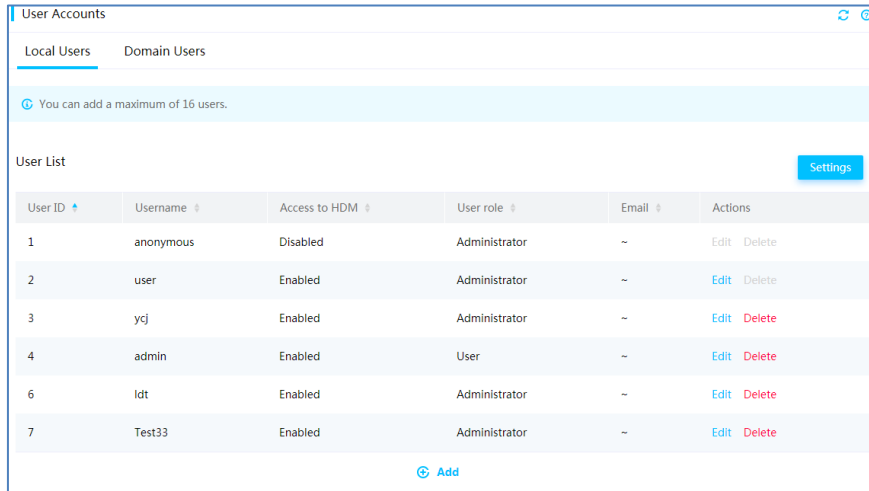 User Accounts
Local Users Domain Users
You can add a maximum of 16 users.
User List
Settings
User ID Username Access to HDM User role Email Actions
1 anonymous Disabled Administrator ~ Edit Delete
2 user Enabled Administrator ~ Edit Delete
3 ycj Enabled Administrator ~ Edit Delete
4 admin Enabled User ~ Edit Delete
6 ldt Enabled Administrator ~ Edit Delete
7 Test33 Enabled Administrator ~ Edit Delete
Add